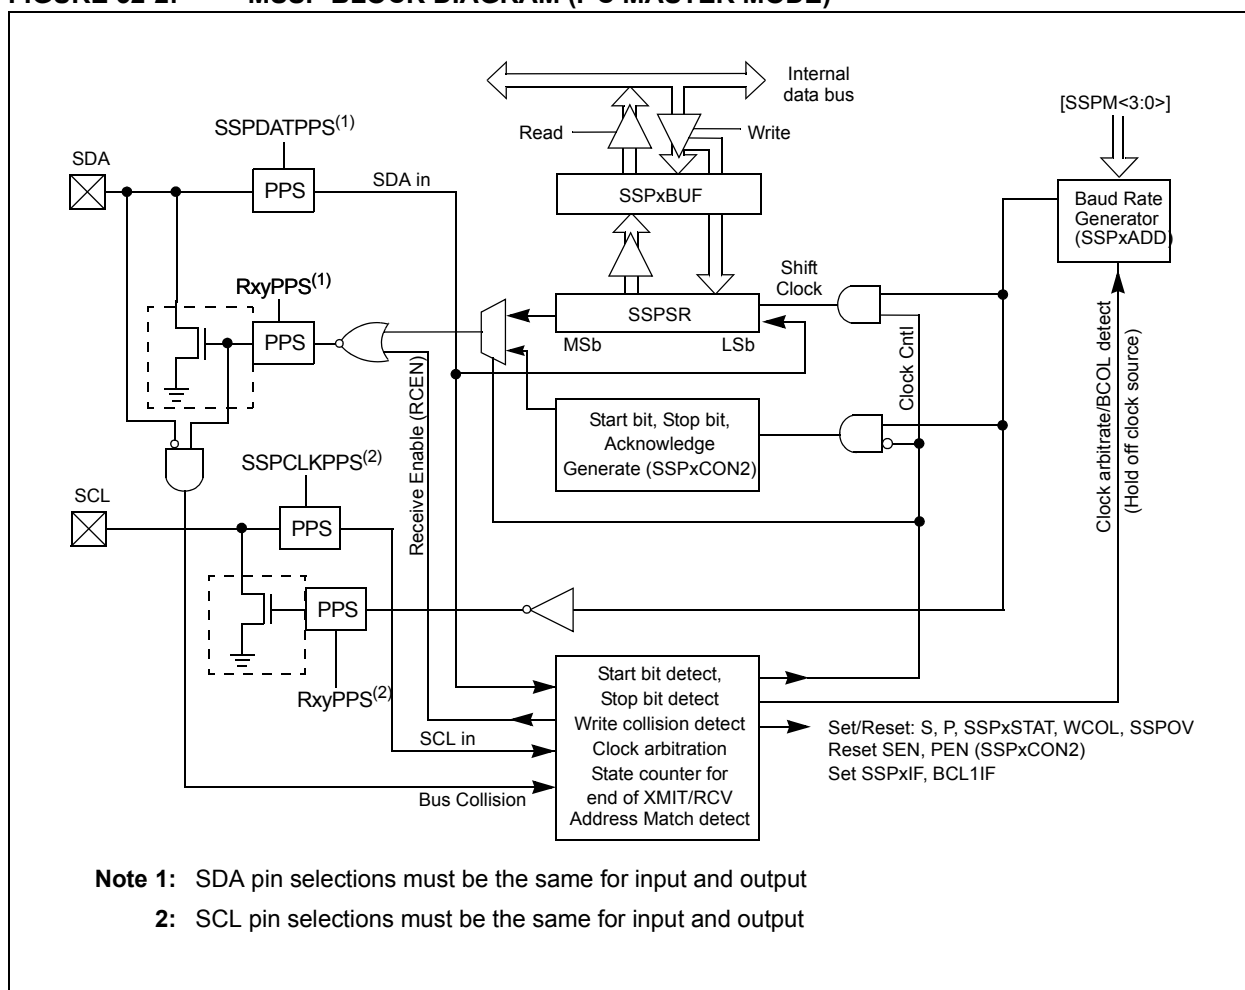 Internal
data bus
[SSPM<3:0>]
SSPDATPPS(1)
Read
Write
SDA
PPS
SDA in
SSPxBUF
Baud Rate
Generator
(SSPxADD)
Shift
Clock
RxyPPS(1)
PPS
SSPSR
MSb
LSb
Clock Cntl
Clock arbitrate/BCOL detect
(Hold off clock source)
Receive Enable (RCEN)
Start bit, Stop bit,
Acknowledge
Generate (SSPxCON2)
SSPCLKPPS(2)
SCL
PPS
PPS
RxyPPS(2)
SCL in
Bus Collision
Start bit detect,
Stop bit detect
Write collision detect
Clock arbitration
State counter for
end of XMIT/RCV
Address Match detect
Set/Reset: S, P, SSPxSTAT, WCOL, SSPOV
Reset SEN, PEN (SSPxCON2)
Set SSPxIF, BCL1IF
Note 1: SDA pin selections must be the same for input and output
2: SCL pin selections must be the same for input and output